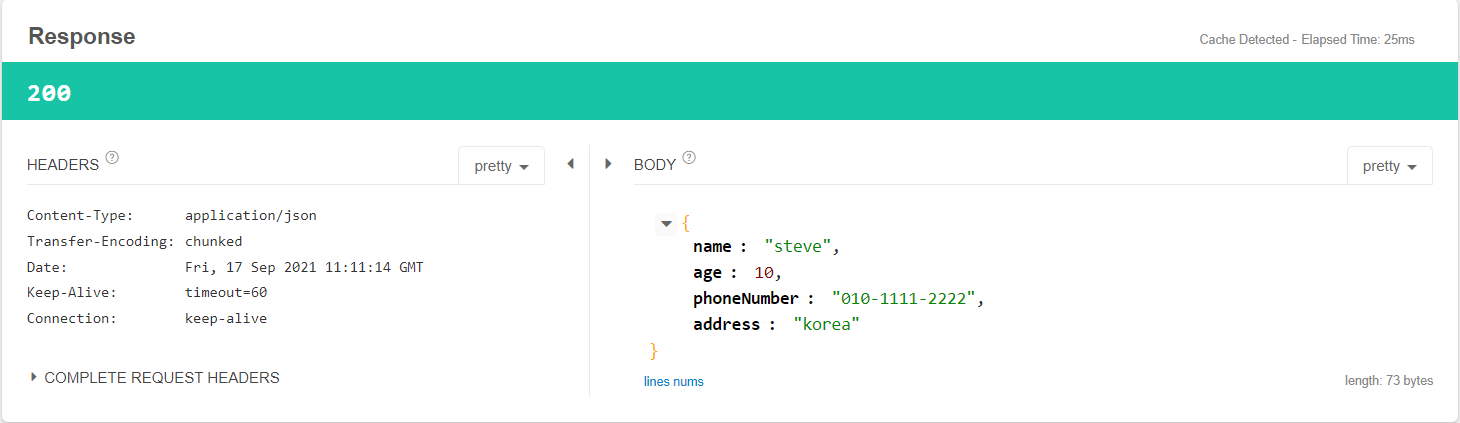 Response
Cache Detected - Elapsed Time: 25ms
200
HEADERS ?
pretty
Content-Type: application/json
Transfer-Encoding: chunked
Date: Fri, 17 Sep 2021 11:11:14 GMT
Keep-Alive: timeout=60
Connection: keep-alive
COMPLETE REQUEST HEADERS
BODY ?
pretty
{
name : "steve",
age : 10,
phoneNumber : "010-1111-2222",
address : "korea"
}
lines nums
length: 73 bytes